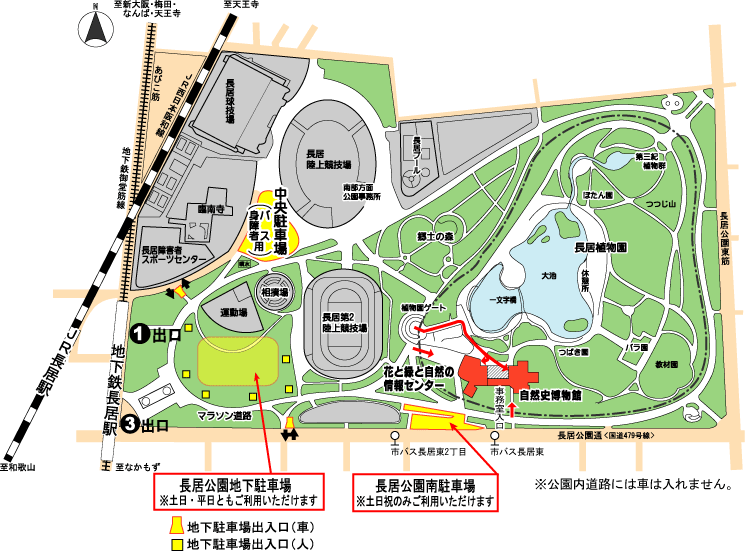 N
至新大阪・梅田・
なんば・天王寺
至天王寺
あびこ筋
JR西日本阪和線
地下鉄御堂筋線
長居球技場
長居
陸上競技場
南部方面
公園事務所
長居プール
第三紀
植物群
ぼたん園
つつじ山
臨南寺
中央駐車場
(バス
身障者用)
郷土の森
長居植物園
長居公園東筋
長居障害者
スポーツセンター
大池
休憩所
相撲場
運動場
長居第2
陸上競技場
植物園ゲート
一文字橋
1出口
つばき園
バラ園
教材園
JR長居駅
地下鉄長居駅
花と緑と自然の
情報センター
自然史博物館
事務室入口
マラソン道路
3出口
長居公園通<国道479号線>
市バス長居東2丁目
市バス長居東
至和歌山
至なかもず
長居公園地下駐車場
※土日・平日ともご利用いただけます
長居公園南駐車場
※土日祝のみご利用いただけます
※公園内道路には車は入れません。
地下駐車場出入口(車)
地下駐車場出入口(人)